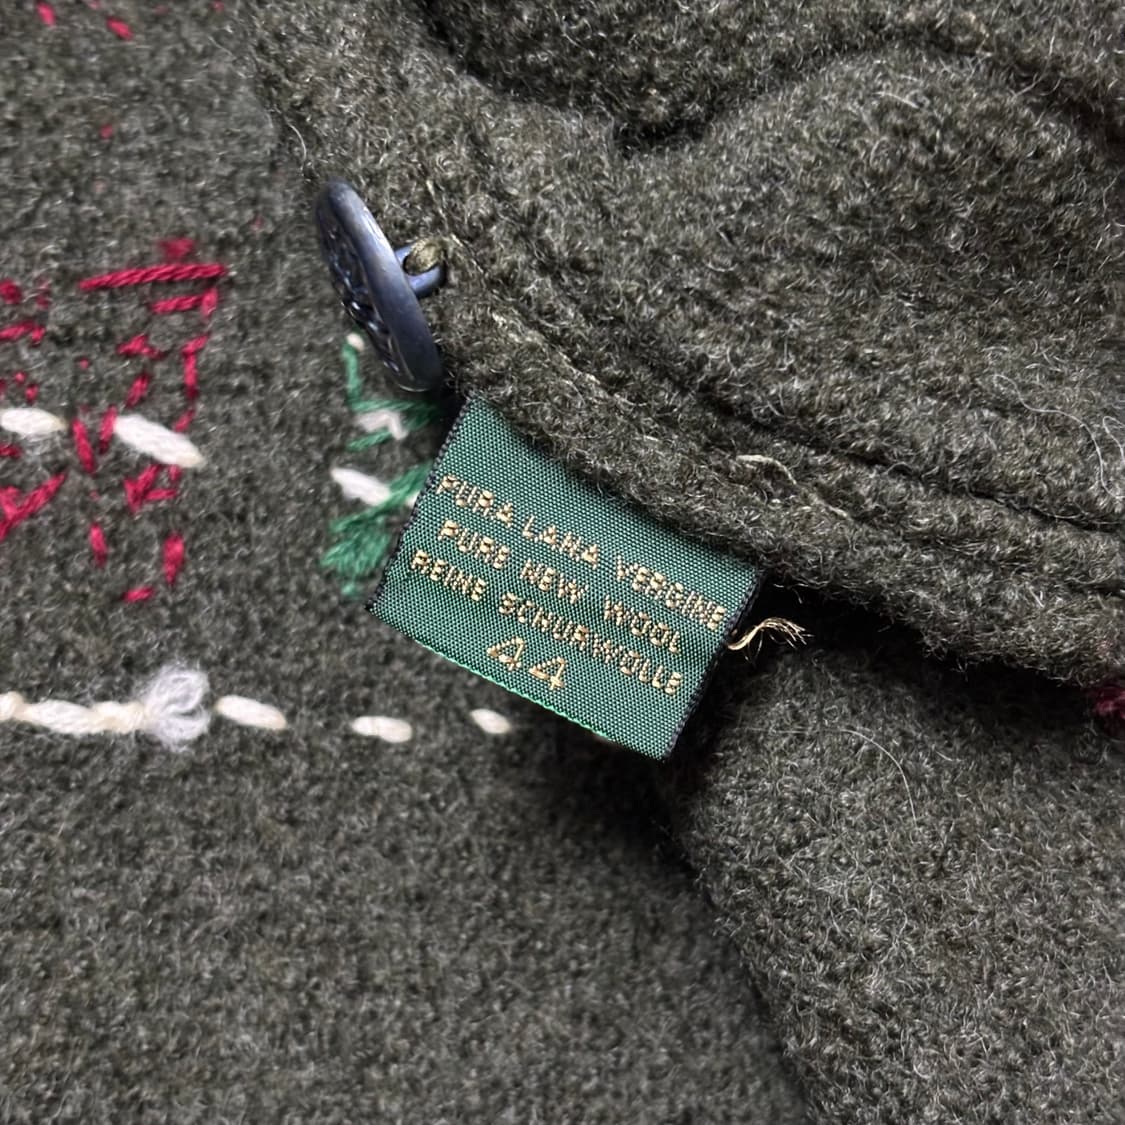 PURA LANA VERGINE
PURE NEW WOOL
REINE SCHURWOLLE
44